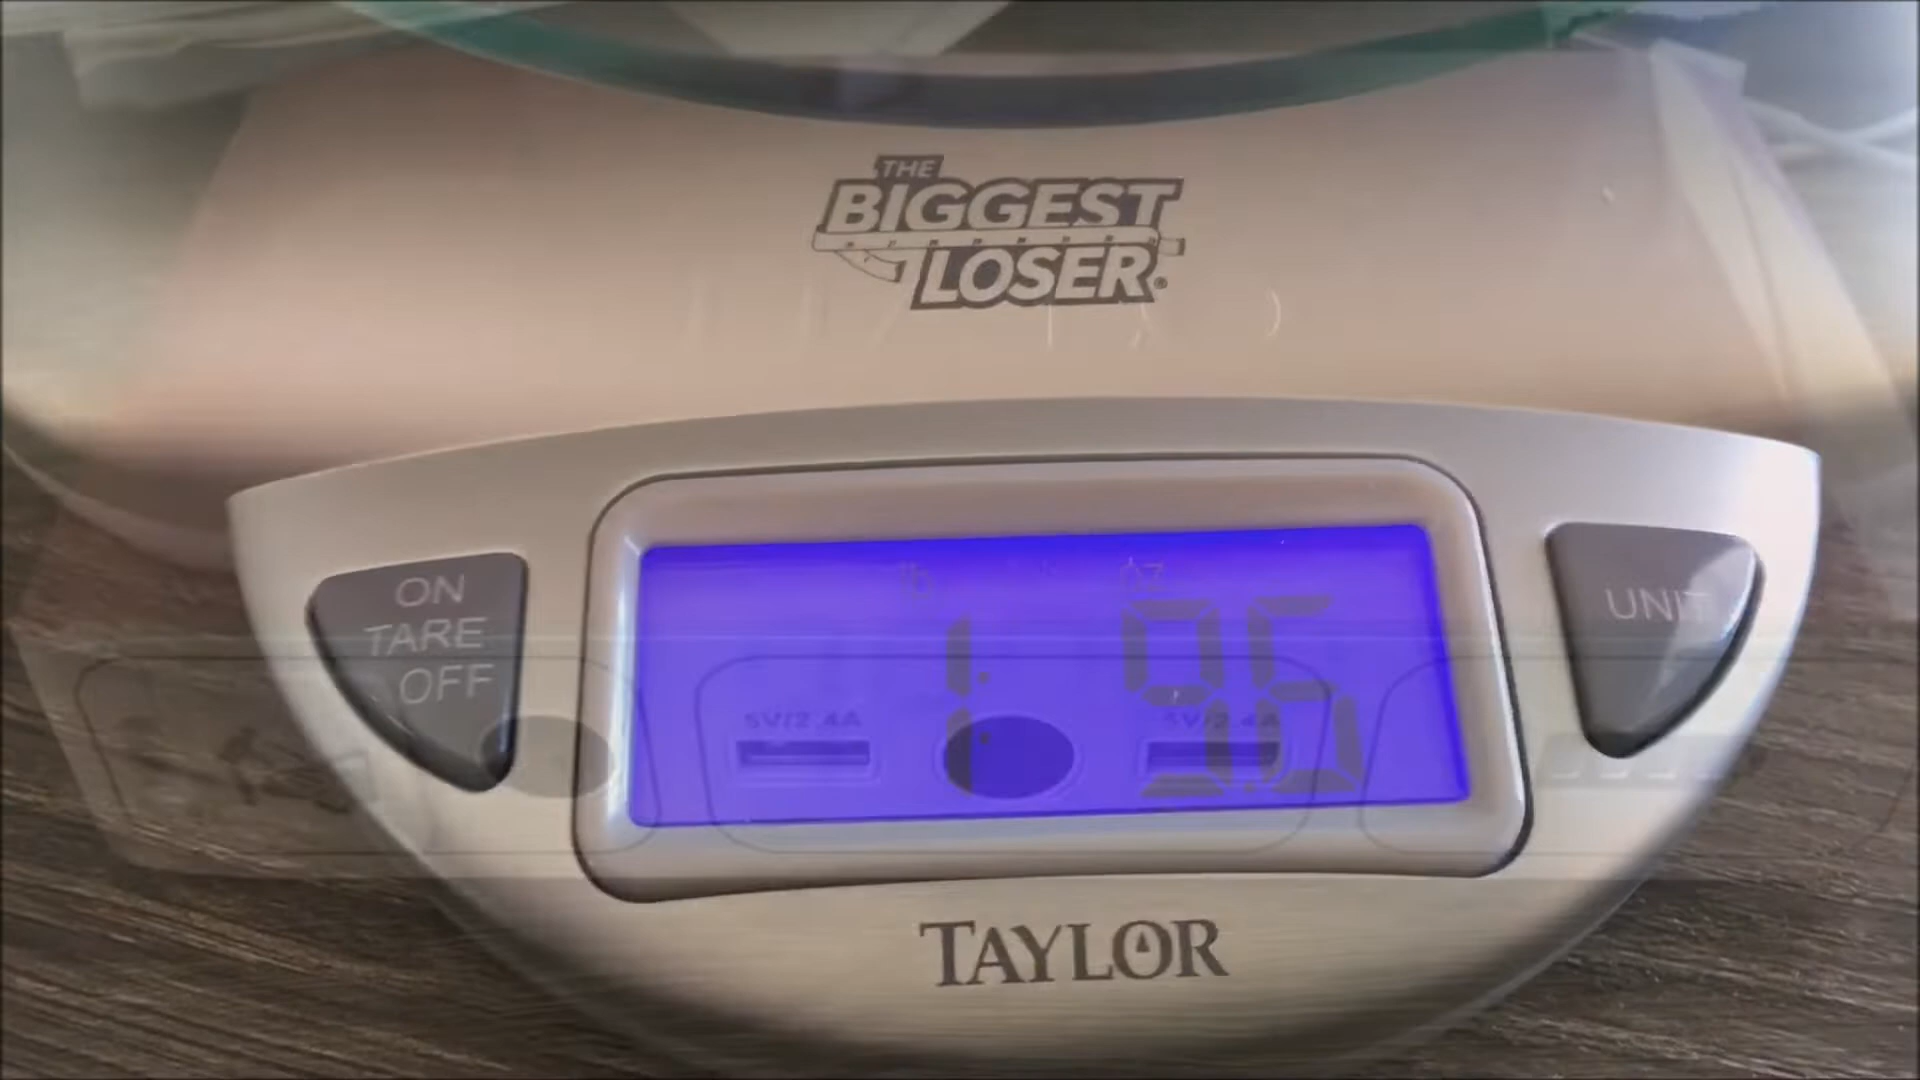 THE
BIGGEST
LOSER®
ON
TARE
OFF
UNIT
lb oz
1: 9.5
5V/2.4A 5V/2.4A
TAYLOR